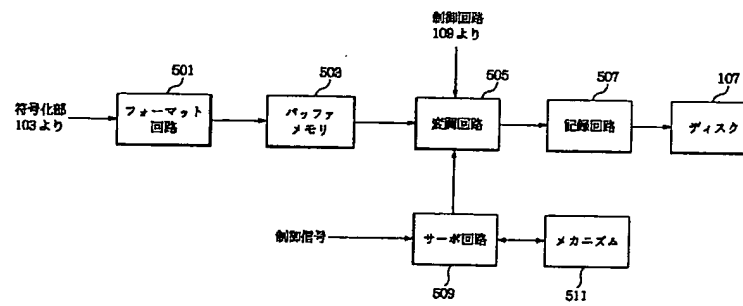 制御回路
109より
501
503
505
507
107
符号化部
103より
フォーマット
回路
バッファ
メモリ
変調回路
記録回路
ディスク
制御信号
サーボ回路
メカニズム
509
511